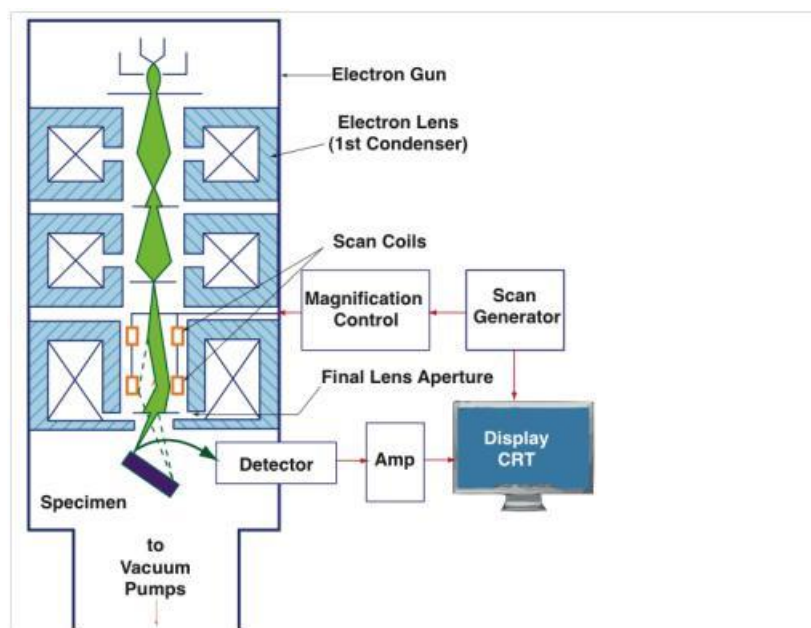 Electron Gun
Electron Lens
(1st Condenser)
Scan Coils
Magnification
Control
Scan
Generator
Final Lens Aperture
Detector
Amp
Display
CRT
Specimen
to
Vacuum
Pumps